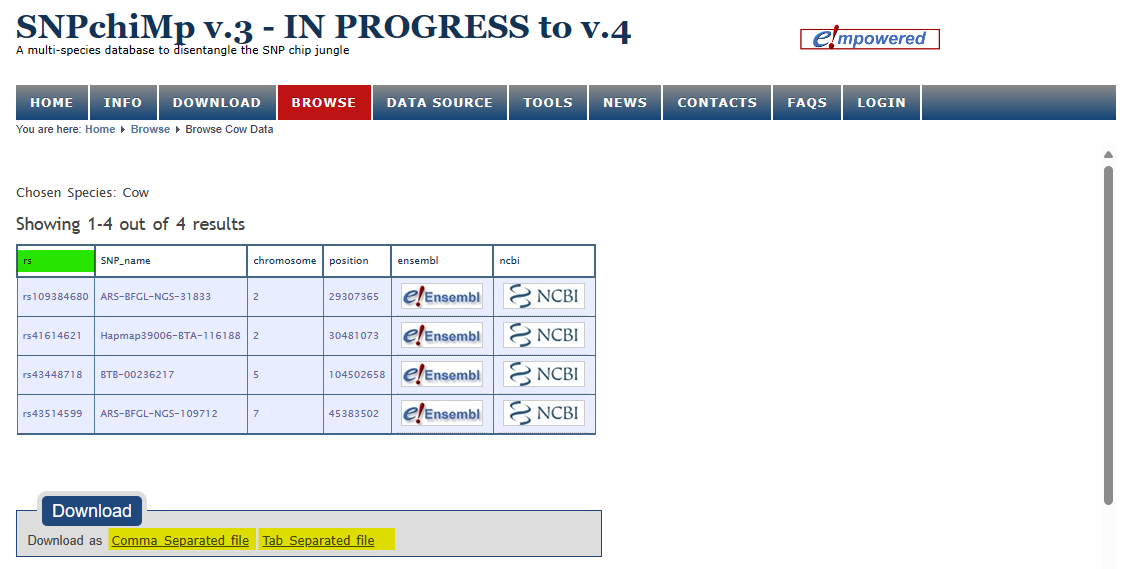 SNPchiMp v.3 - IN PROGRESS to v.4
A multi-species database to disentangle the SNP chip jungle
e!mpowered
HOME INFO DOWNLOAD BROWSE DATA SOURCE TOOLS NEWS CONTACTS FAQS LOGIN
You are here: Home Browse Browse Cow Data
Chosen Species: Cow
Showing 1-4 out of 4 results
rs SNP_name chromosome position ensembl ncbi
rs109384680 ARS-BFGL-NGS-31833 2 29307365 e!Ensembl NCBI
rs41614621 Hapmap39006-BTA-116188 2 30481073 e!Ensembl NCBI
rs43448718 BTB-00236217 5 104502658 e!Ensembl NCBI
rs43514599 ARS-BFGL-NGS-109712 7 45383502 e!Ensembl NCBI
Download
Download as Comma Separated file Tab Separated file